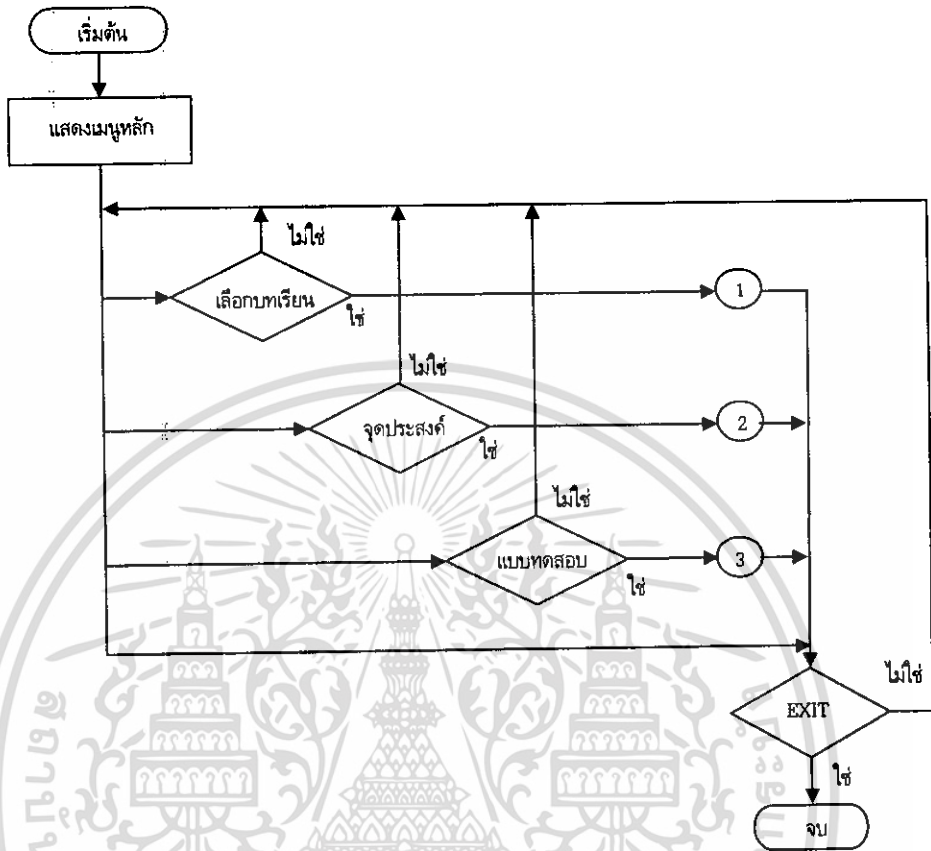 เริ่มต้น
แสดงเมนูหลัก
ไม่ใช่
เลือกบทเรียน
ใช่
1
ไม่ใช่
จุดประสงค์
ใช่
2
ไม่ใช่
แบบทดสอบ
ใช่
3
ไม่ใช่
EXIT
ใช่
จบ